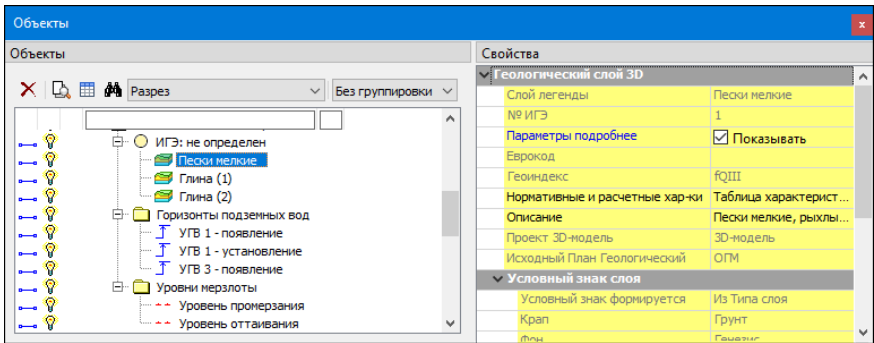 Объекты
x
Объекты
Разрез
Без группировки
ИГЭ: не определен
Пески мелкие
Глина (1)
Глина (2)
Горизонты подземных вод
УГВ 1 - появление
УГВ 1 - установление
УГВ 3 - появление
Уровни мерзлоты
Уровень промерзания
Уровень оттаивания
Свойства
Геологический слой 3D
Слой легенды Пески мелкие
№ ИГЭ 1
Параметры подробнее Показывать
Еврокод
Геоиндекс fQIII
Нормативные и расчетные хар-ки Таблица характерист...
Описание Пески мелкие, рыхлы...
Проект 3D-модель 3D-модель
Исходный План Геологический ОГМ
Условный знак слоя
Условный знак формируется Из Типа слоя
Крап Грунт
Фон Генезис